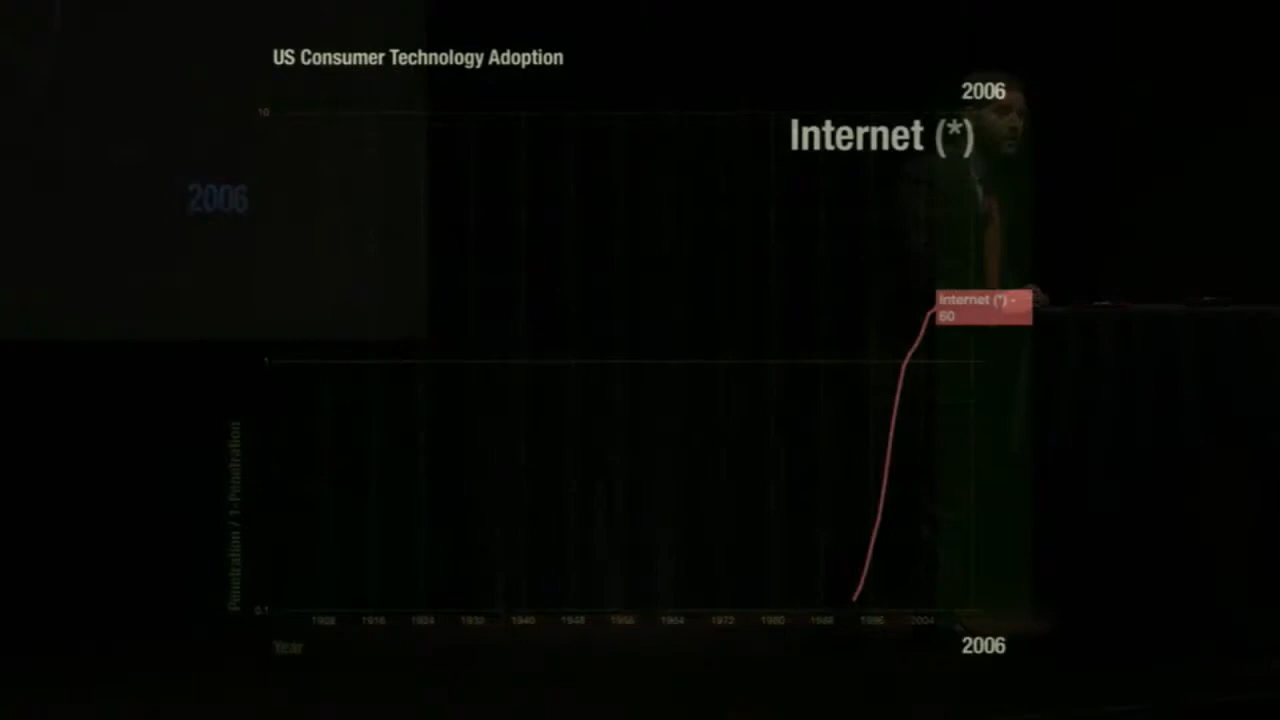 US Consumer Technology Adoption
2006
10
Internet (*)
2006
Internet (*) -
60
1
Penetration / 1-Penetration
0.1
1908 1916 1924 1932 1940 1948 1956 1964 1972 1980 1988 1996 2004
Year
2006